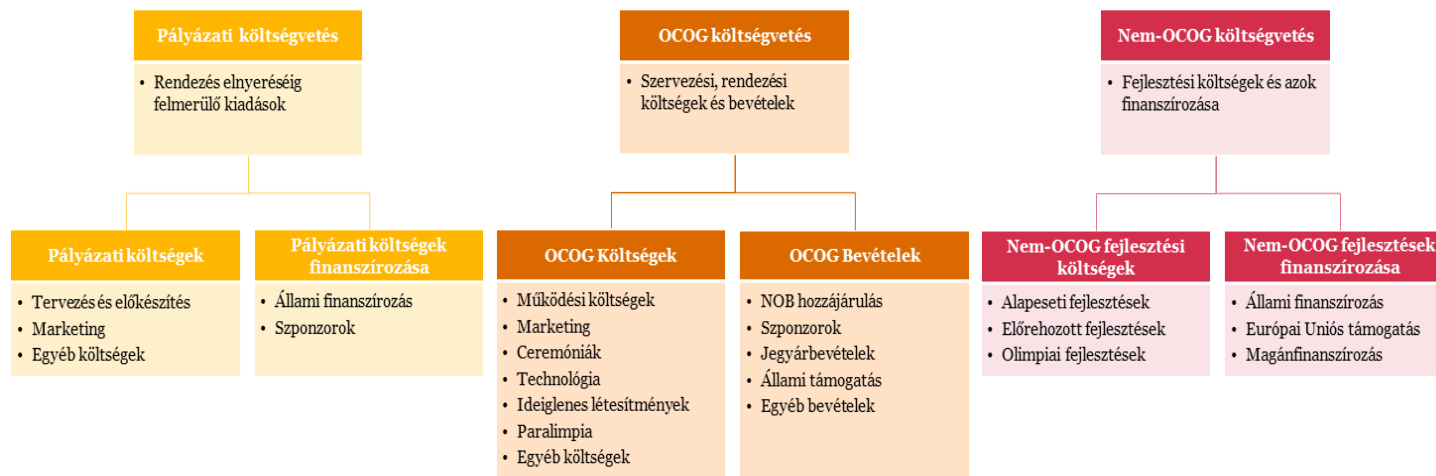 Pályázati költségvetés
• Rendezés elnyeréséig
felmerülő kiadások
OCOG költségvetés
• Szervezési, rendezési
költségek és bevételek
Nem-OCOG költségvetés
• Fejlesztési költségek és azok
finanszírozása
Pályázati költségek
• Tervezés és előkészítés
• Marketing
• Egyéb költségek
Pályázati költségek
finanszírozása
• Állami finanszírozás
• Szponzorok
OCOG Költségek
• Működési költségek
• Marketing
• Ceremóniák
• Technológia
• Ideiglenes létesítmények
• Paralimpia
• Egyéb költségek
OCOG Bevételek
• NOB hozzájárulás
• Szponzorok
• Jegyárbevételek
• Állami támogatás
• Egyéb bevételek
Nem-OCOG fejlesztési
költségek
• Alapeseti fejlesztések
• Előrehozott fejlesztések
• Olimpiai fejlesztések
Nem-OCOG fejlesztések
finanszírozása
• Állami finanszírozás
• Európai Uniós támogatás
• Magánfinanszírozás